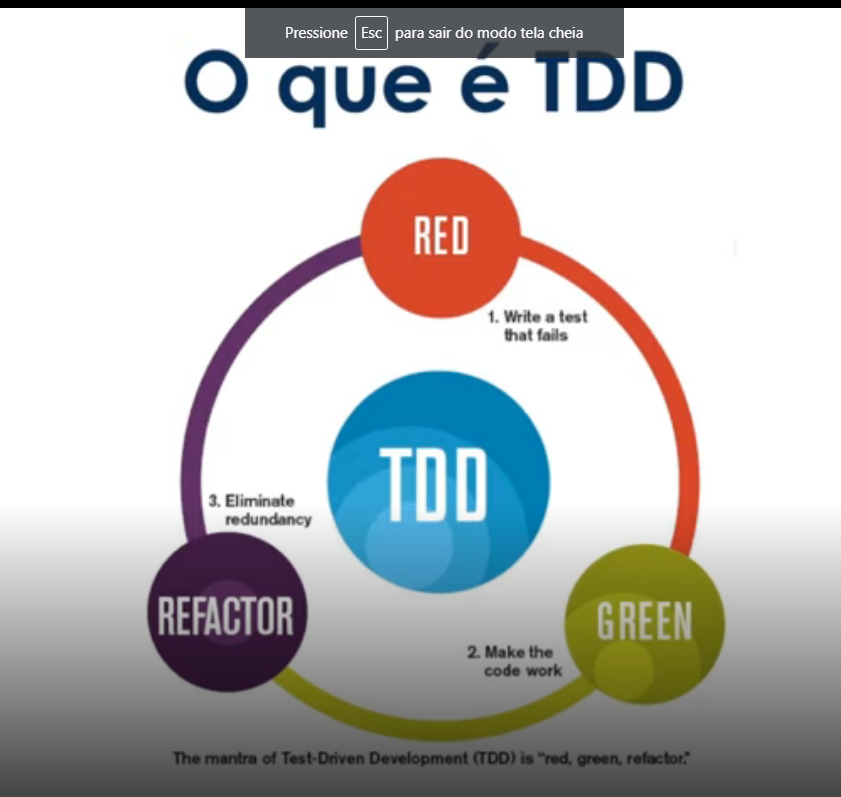 Pressione Esc para sair do modo tela cheia
O que é TDD
RED
1. Write a test
that fails
TDD
3. Eliminate
redundancy
REFACTOR
GREEN
2. Make the
code work
The mantra of Test-Driven Development (TDD) is “red, green, refactor.”